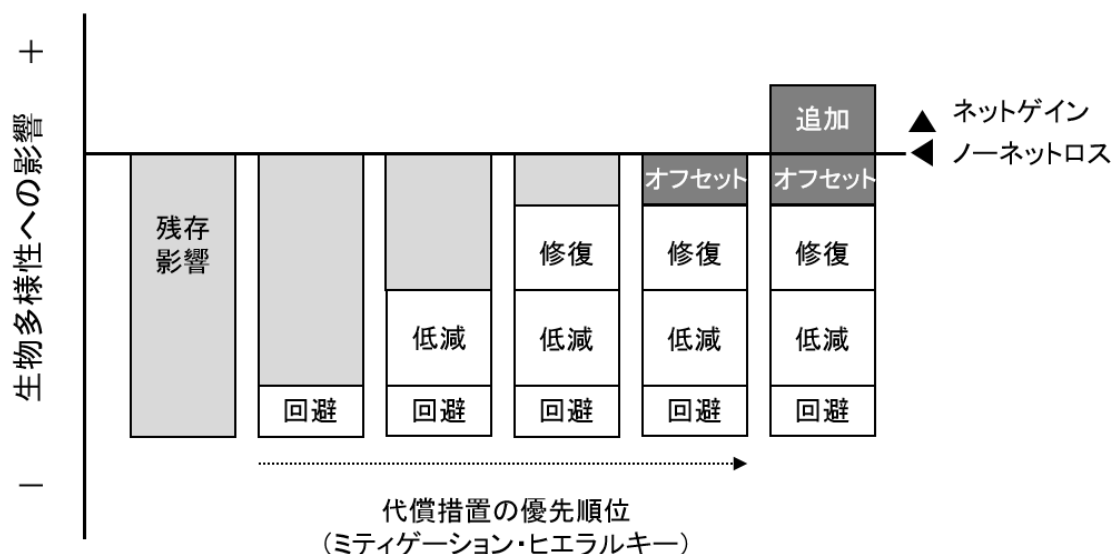 +
生物多様性への影響
−
追加
ネットゲイン
ノーネットロス
残存
影響
オフセット
オフセット
修復
修復
修復
低減
低減
低減
低減
回避
回避
回避
回避
回避
代償措置の優先順位
(ミティゲーション・ヒエラルキー)